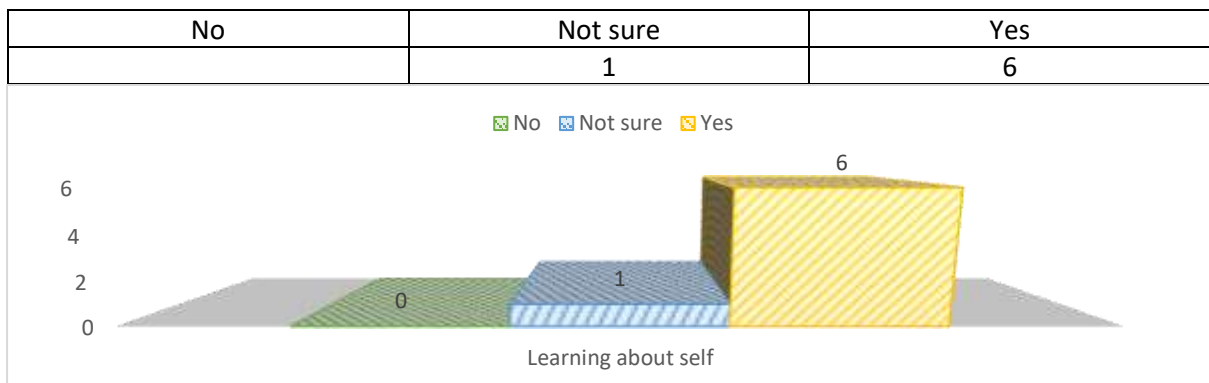 No Not sure Yes
1 6
No Not sure Yes
6
6
4
1
2
0
0
Learning about self